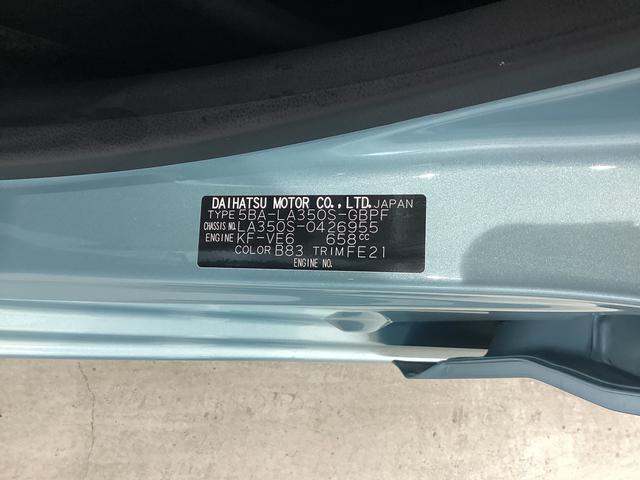 DAIHATSU MOTOR CO.,LTD. JAPAN
TYPE 5BA-LA350S-GBPF
CHASSIS NO. LA350S-0426955
ENGINE KF-VE6 658cc
COLOR B83 TRIM FE21
ENGINE NO.